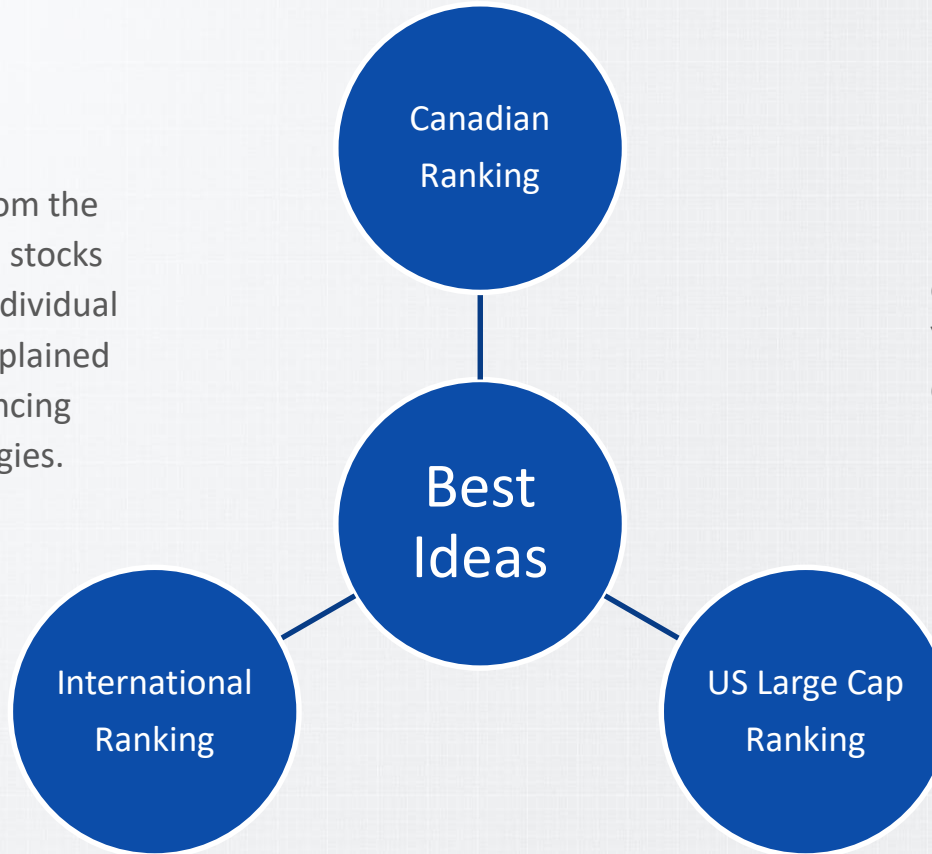 Canadian
Ranking
om the
stocks
dividual
plained
ncing
gies.
Best
Ideas
International
Ranking
US Large Cap
Ranking